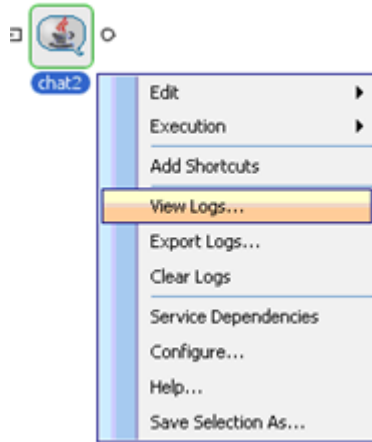 chat2
Edit
Execution
Add Shortcuts
View Logs...
Export Logs...
Clear Logs
Service Dependencies
Configure...
Help...
Save Selection As...